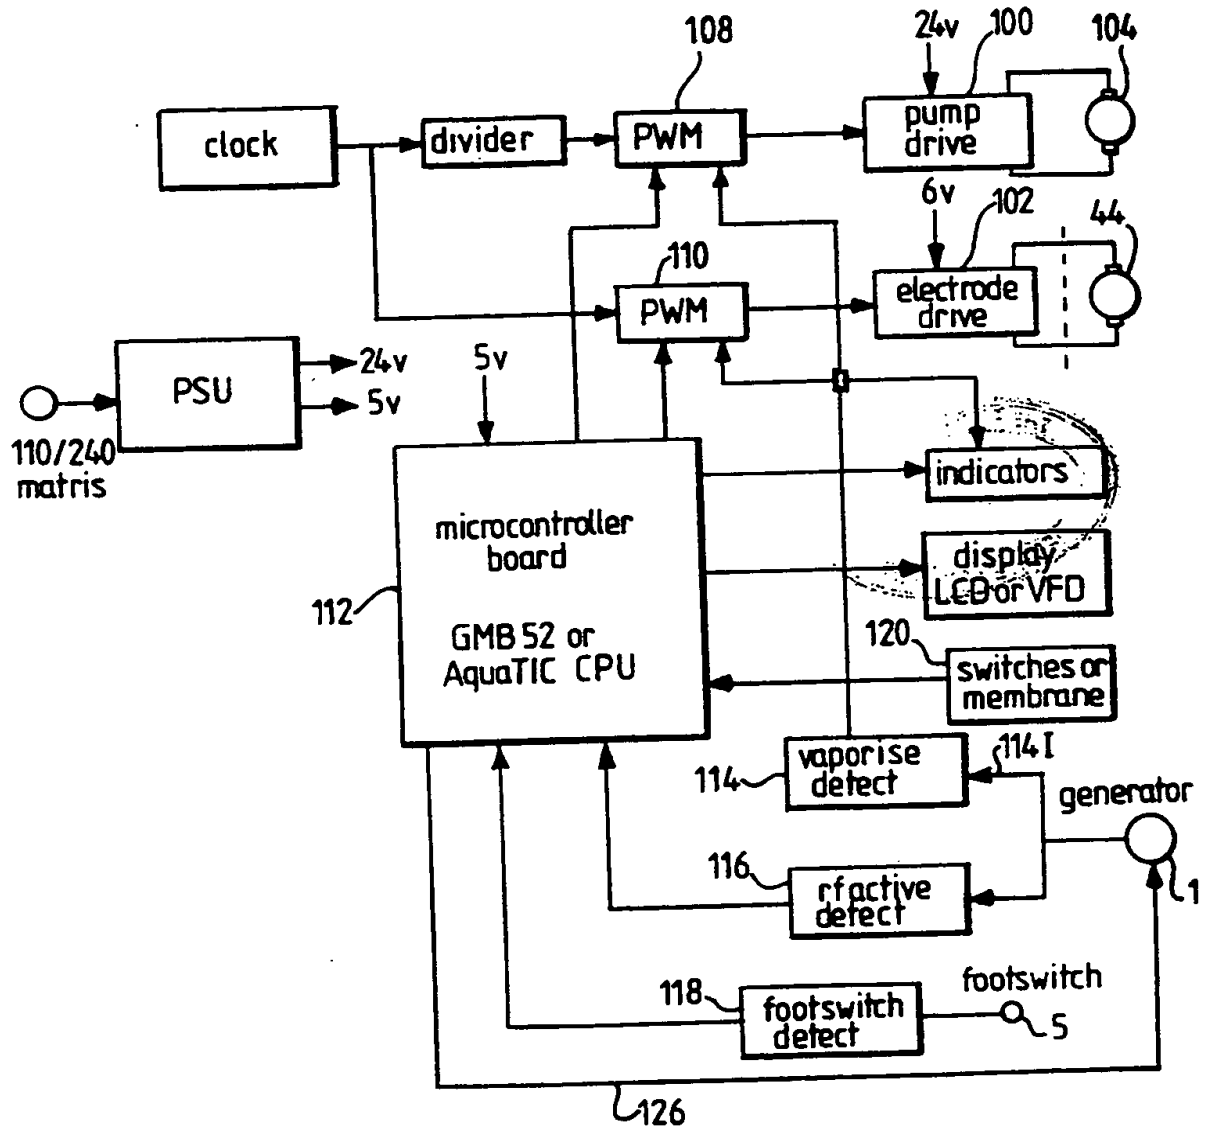 108
24v
100
104
clock
divider
PWM
pump
drive
6v
102
44
110
PWM
electrode
drive
PSU
24v
5v
5v
110/240
matris
indicators
microcontroller
board
display
LCD or VFD
112
GMB 52 or
AquaTIC CPU
120
switches or
membrane
114
vaporise
detect
114I
generator
116
rf active
detect
1
118
footswitch
detect
footswitch
5
126